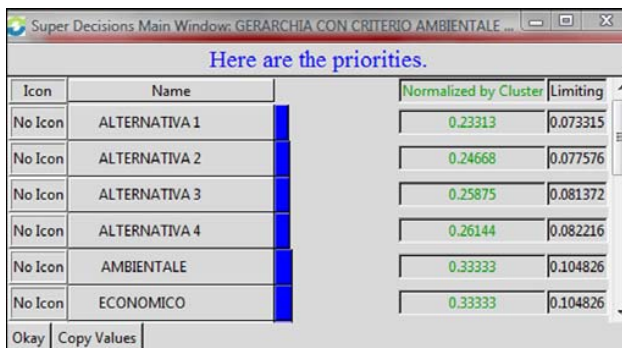 Super Decisions Main Window: GERARCHIA CON CRITERIO AMBIENTALE ...
Here are the priorities.
Icon Name Normalized by Cluster Limiting
No Icon ALTERNATIVA 1 0.23313 0.073315
No Icon ALTERNATIVA 2 0.24668 0.077576
No Icon ALTERNATIVA 3 0.25875 0.081372
No Icon ALTERNATIVA 4 0.26144 0.082216
No Icon AMBIENTALE 0.33333 0.104826
No Icon ECONOMICO 0.33333 0.104826
Okay Copy Values